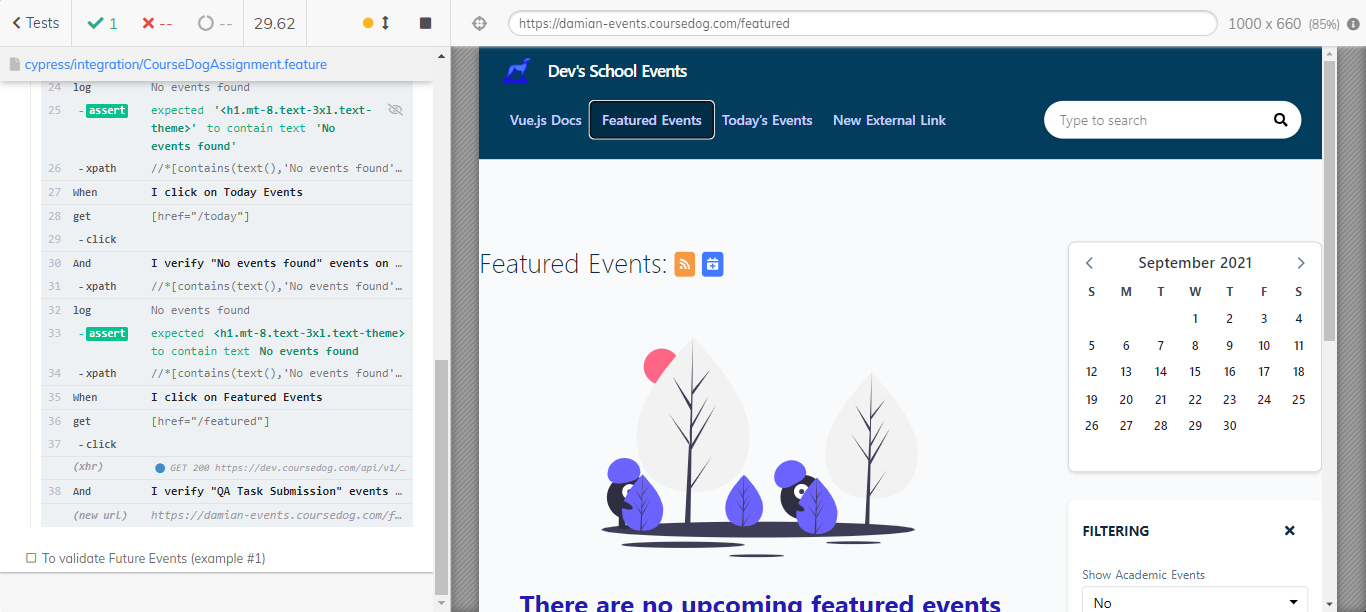 Tests
1
--
--
29.62
https://damian-events.coursedog.com/featured
1000 x 660 (85%)
cypress/integration/CourseDogAssignment.feature
24 log No events found
25 -assert expected '<h1.mt-8.text-3xl.text-
theme>' to contain text 'No
events found'
26 -xpath //*[contains(text(),'No events found'...
27 When I click on Today Events
28 get [href="/today"]
29 -click
30 And I verify "No events found" events on ...
31 -xpath //*[contains(text(),'No events found'...
32 log No events found
33 -assert expected <h1.mt-8.text-3xl.text-theme>
to contain text No events found
34 -xpath //*[contains(text(),'No events found'...
35 When I click on Featured Events
36 get [href="/featured"]
37 -click
(xhr) GET 200 https://dev.coursedog.com/api/v1/...
38 And I verify "QA Task Submission" events ...
(new url) https://damian-events.coursedog.com/f...
To validate Future Events (example #1)
Dev's School Events
Vue.js Docs Featured Events Today's Events New External Link
Type to search
Featured Events:
September 2021
S M T W T F S
1 2 3 4
5 6 7 8 9 10 11
12 13 14 15 16 17 18
19 20 21 22 23 24 25
26 27 28 29 30
There are no upcoming featured events
FILTERING
Show Academic Events
No